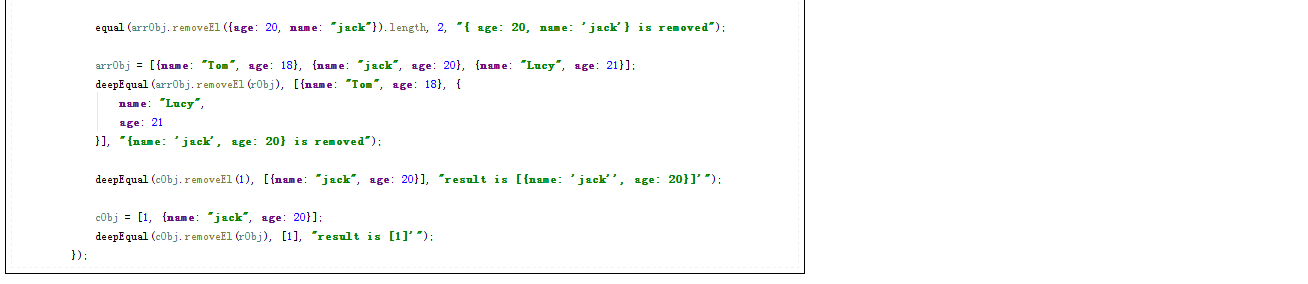 equal(arrObj.removeEl({age: 20, name: "jack"}).length, 2, "{ age: 20, name: 'jack'} is removed");
arrObj = [{name: "Tom", age: 18}, {name: "jack", age: 20}, {name: "Lucy", age: 21}];
deepEqual(arrObj.removeEl(rObj), [{name: "Tom", age: 18}, {
name: "Lucy",
age: 21
}], "{name: 'jack', age: 20} is removed");
deepEqual(cObj.removeEl(1), [{name: "jack", age: 20}], "result is [{name: 'jack'', age: 20}]'");
cObj = [1, {name: "jack", age: 20}];
deepEqual(cObj.removeEl(rObj), [1], "result is [1]'");
});